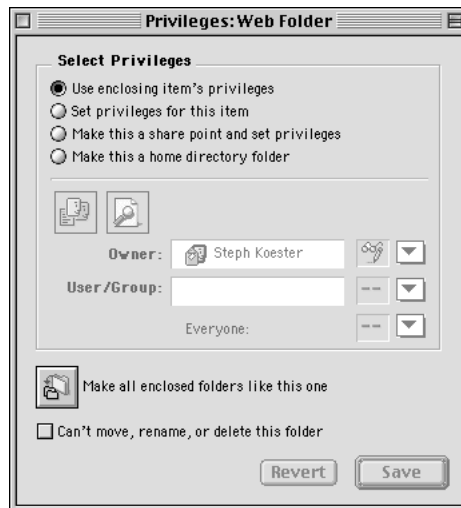 Privileges: Web Folder
Select Privileges
Use enclosing item's privileges
Set privileges for this item
Make this a share point and set privileges
Make this a home directory folder
Owner: Steph Koester
User/Group: --
Everyone: --
Make all enclosed folders like this one
Can't move, rename, or delete this folder
Revert Save